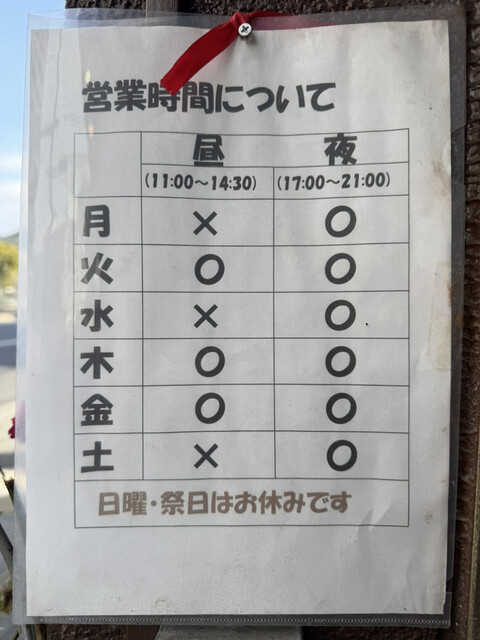 営業時間について
昼 夜
(11:00～14:30) (17:00～21:00)
月 × ○
火 ○ ○
水 × ○
木 ○ ○
金 ○ ○
土 × ○
日曜・祭日はお休みです